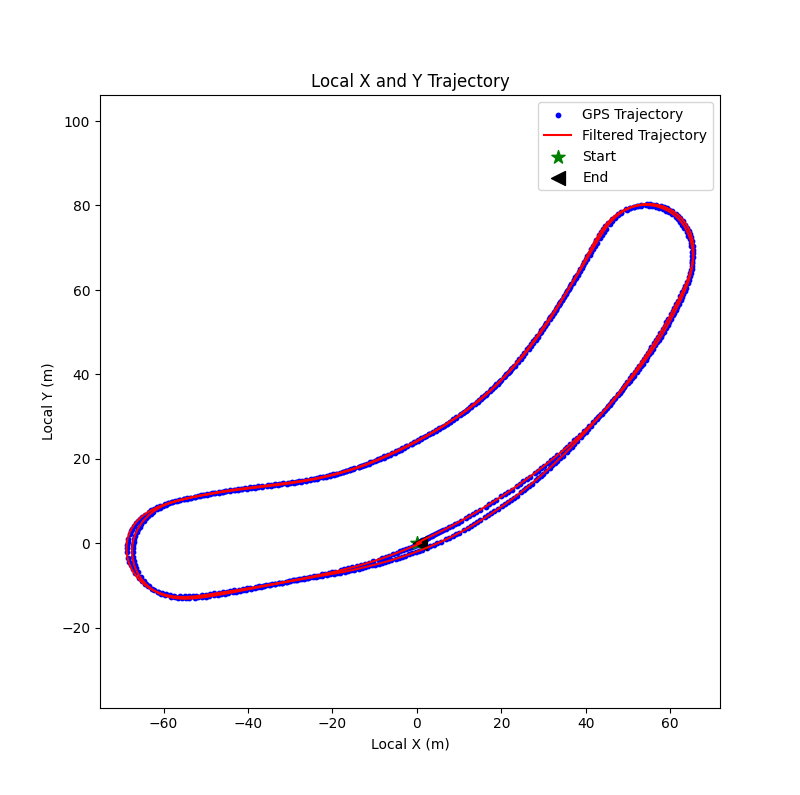 Local X and Y Trajectory
GPS Trajectory
Filtered Trajectory
Start
End
100
80
60
40
20
0
−20
Local Y (m)
−60
−40
−20
0
20
40
60
Local X (m)